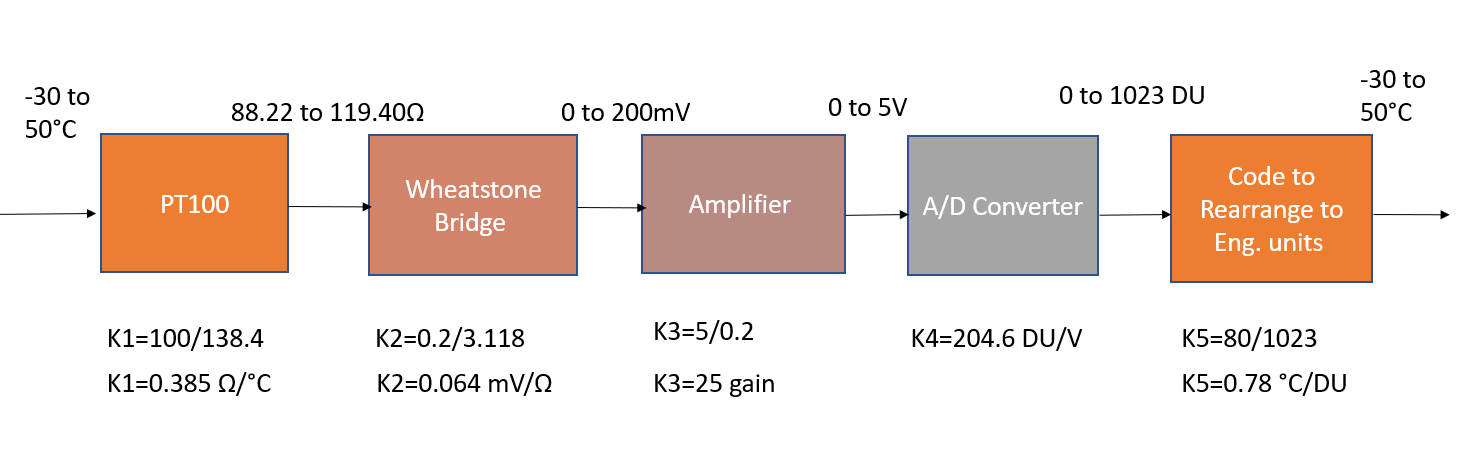 -30 to
50°C
88.22 to 119.40Ω
0 to 200mV
0 to 5V
0 to 1023 DU
-30 to
50°C
PT100
Wheatstone
Bridge
Amplifier
A/D Converter
Code to
Rearrange to
Eng. units
K1=100/138.4
K1=0.385 Ω/°C
K2=0.2/3.118
K2=0.064 mV/Ω
K3=5/0.2
K3=25 gain
K4=204.6 DU/V
K5=80/1023
K5=0.78 °C/DU